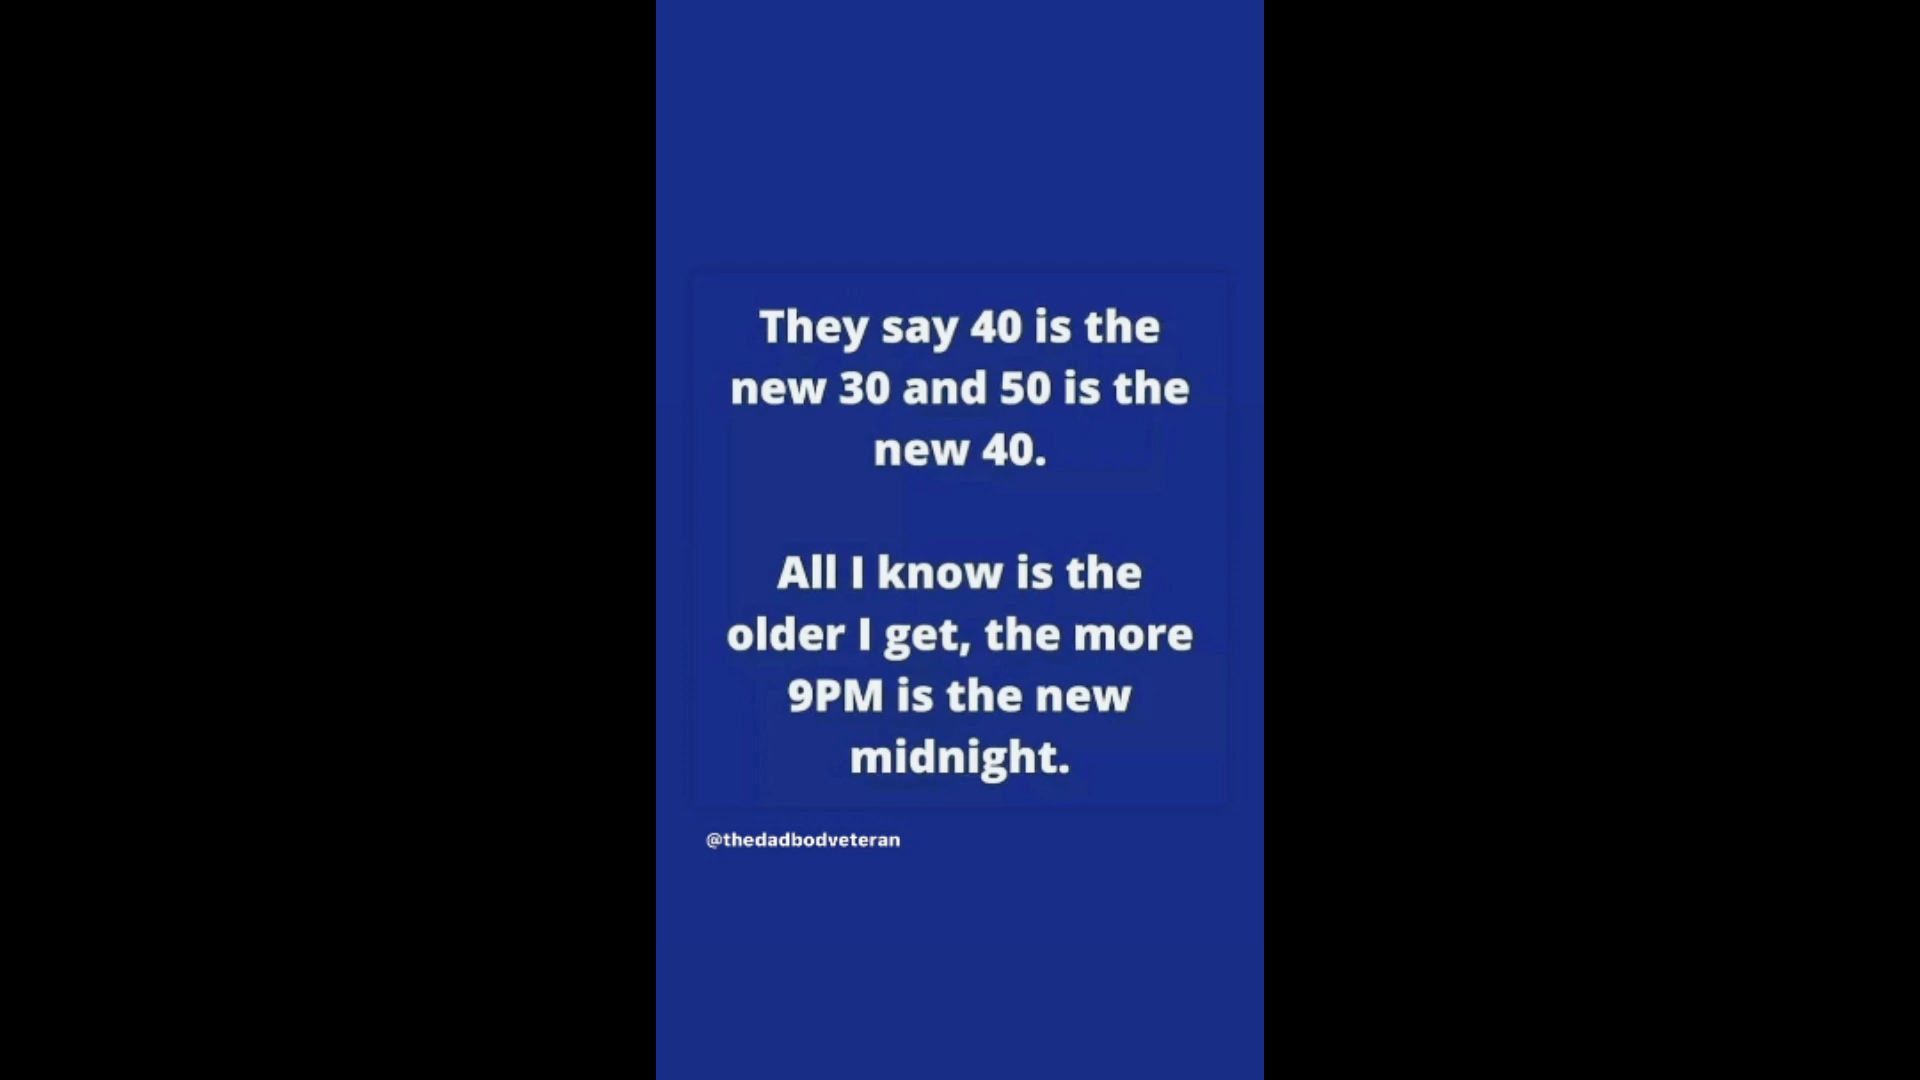 They say 40 is the
new 30 and 50 is the
new 40.
All I know is the
older I get, the more
9PM is the new
midnight.
@thedadbodveteran